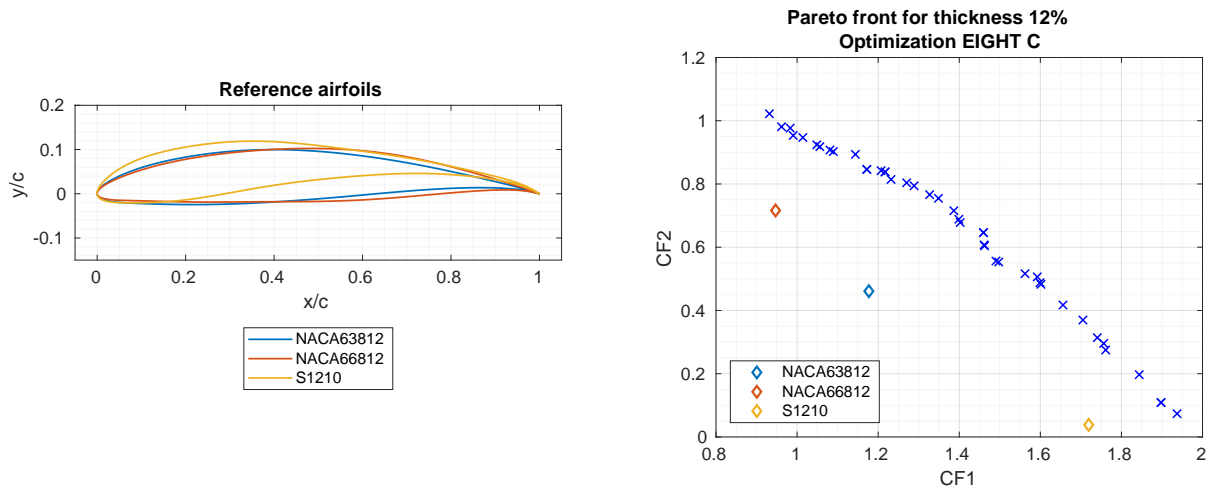 Reference airfoils
0.2
0.1
0
-0.1
y/c
0
0.2
0.4
0.6
0.8
1
x/c
NACA63812
NACA66812
S1210
Pareto front for thickness 12%
Optimization EIGHT C
1.2
1
0.8
0.6
0.4
0.2
0
CF2
NACA63812
NACA66812
S1210
0.8
1
1.2
1.4
1.6
1.8
2
CF1